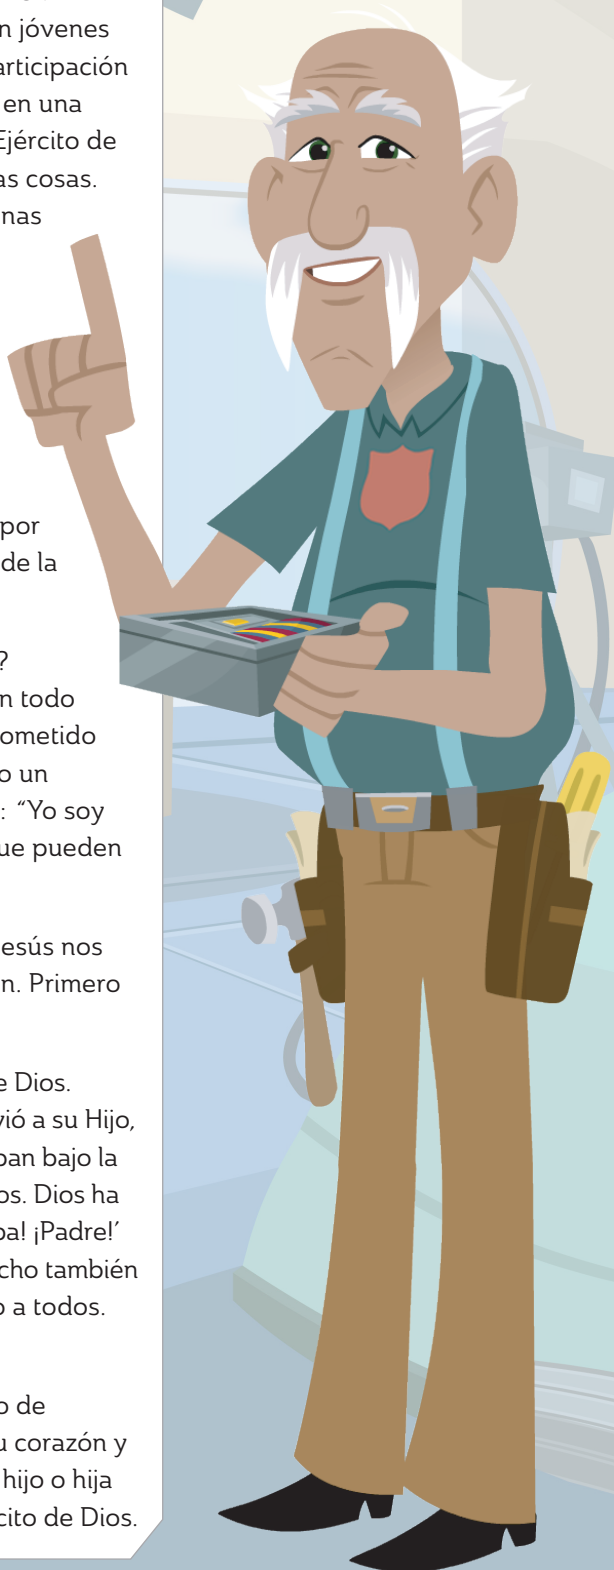 n jóvenes
articipación
en una
Ejército de
as cosas.
nas
por
de la
?
n todo
ometido
o un
: “Yo soy
ue pueden
esús nos
n. Primero
e Dios.
vió a su Hijo,
ban bajo la
os. Dios ha
pa! ¡Padre!’
cho también
o a todos.
o de
u corazón y
hijo o hija
cito de Dios.